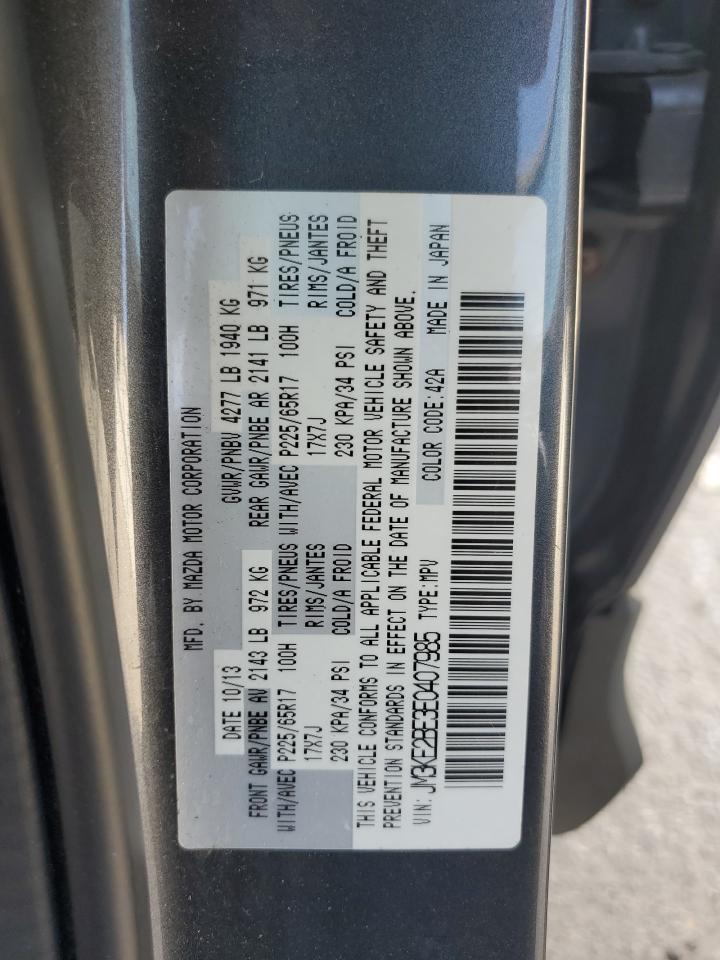 MFD. BY MAZDA MOTOR CORPORATION
DATE 10/13 GVWR/PNBV 4277 LB 1940 KG
FRONT GAWR/PNBE AV 2143 LB 972 KG REAR GAWR/PNBE AR 2141 LB 971 KG
WITH/AVEC P225/65R17 100H TIRES/PNEUS WITH/AVEC P225/65R17 100H TIRES/PNEUS
17X7J RIMS/JANTES 17X7J RIMS/JANTES
230 KPA/34 PSI COLD/A FROID 230 KPA/34 PSI COLD/A FROID
THIS VEHICLE CONFORMS TO ALL APPLICABLE FEDERAL MOTOR VEHICLE SAFETY AND THEFT
PREVENTION STANDARDS IN EFFECT ON THE DATE OF MANUFACTURE SHOWN ABOVE.
VIN: JM3KE2BE3E0407985 TYPE: MPV COLOR CODE: 42A MADE IN JAPAN